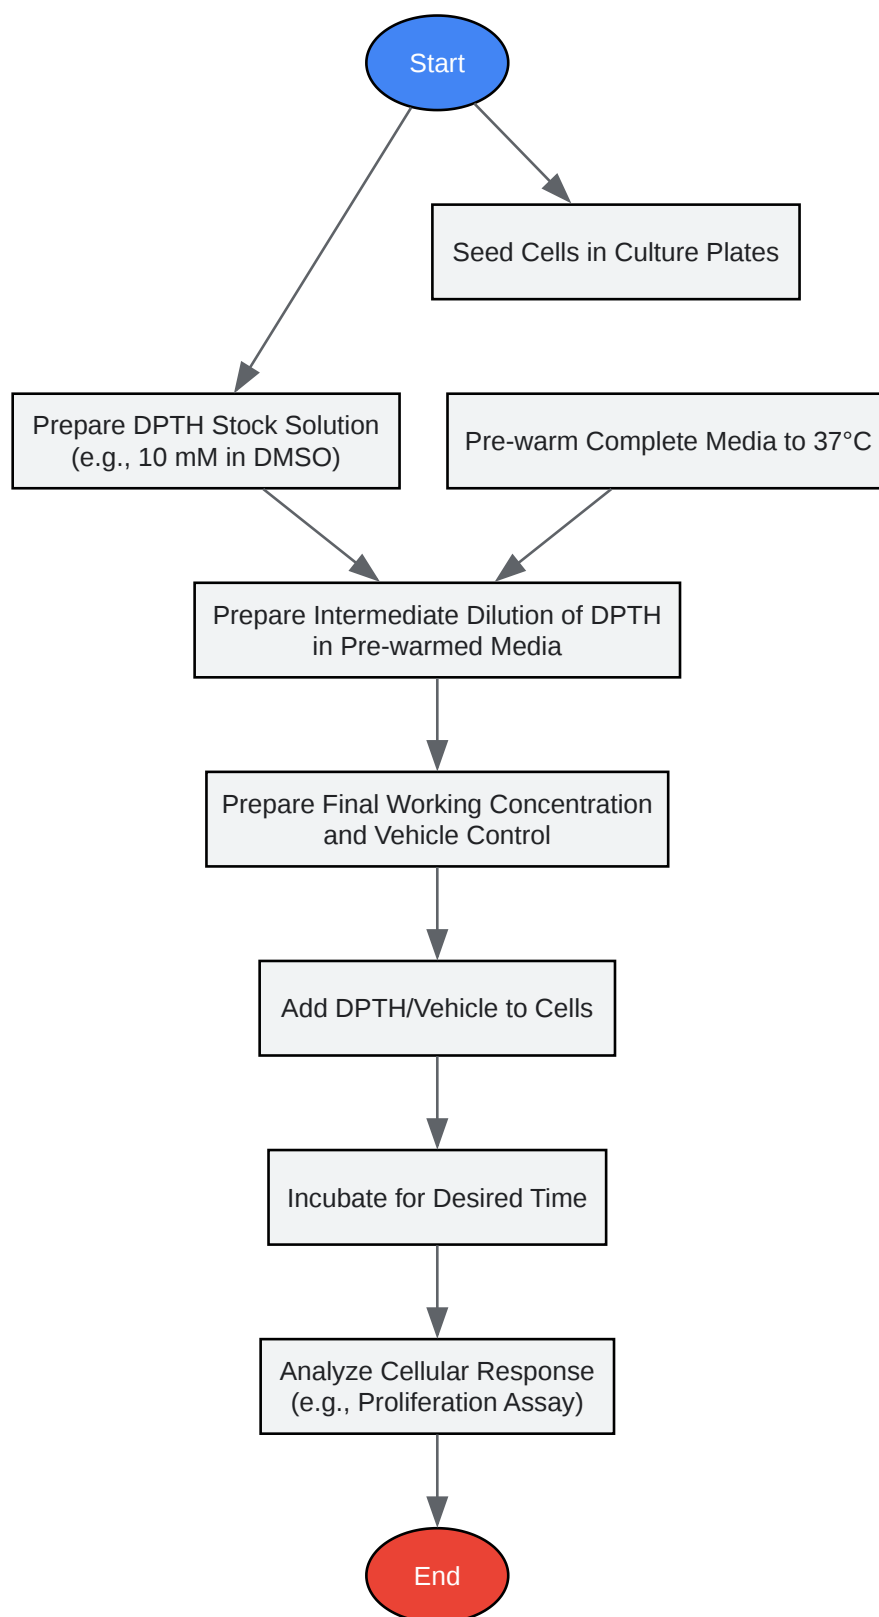 Start
Seed Cells in Culture Plates
Prepare DPTH Stock Solution
(e.g., 10 mM in DMSO)
Pre-warm Complete Media to 37°C
Prepare Intermediate Dilution of DPTH
in Pre-warmed Media
Prepare Final Working Concentration
and Vehicle Control
Add DPTH/Vehicle to Cells
Incubate for Desired Time
Analyze Cellular Response
(e.g., Proliferation Assay)
End